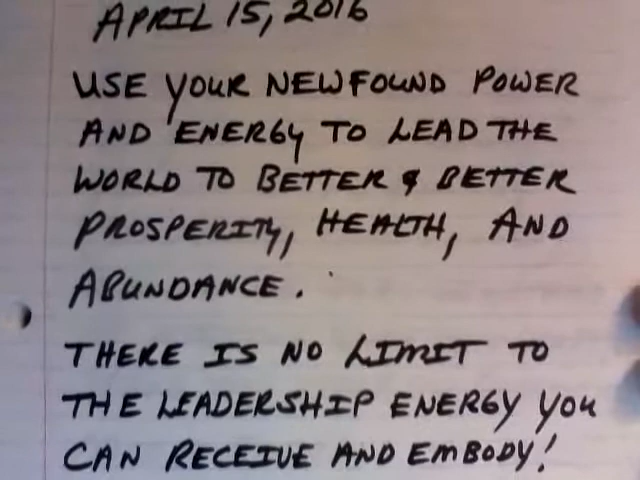 APRIL 15, 2016
USE YOUR NEWFOUND POWER
AND ENERGY TO LEAD THE
WORLD TO BETTER & BETTER
PROSPERITY, HEALTH, AND
ABUNDANCE.
THERE IS NO LIMIT TO
THE LEADERSHIP ENERGY YOU
CAN RECEIVE AND EMBODY!